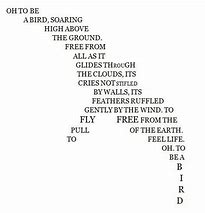 OH TO BE
A BIRD, SOARING
HIGH ABOVE
THE GROUND.
FREE FROM
ALL AS IT
GLIDES THROUGH
THE CLOUDS, ITS
CRIES NOT STIFLED
BY WALLS, ITS
FEATHERS RUFFLED
GENTLY BY THE WIND. TO
FLY FREE FROM THE
PULL OF THE EARTH.
TO FEEL LIFE.
OH. TO
BE A
B
I
R
D